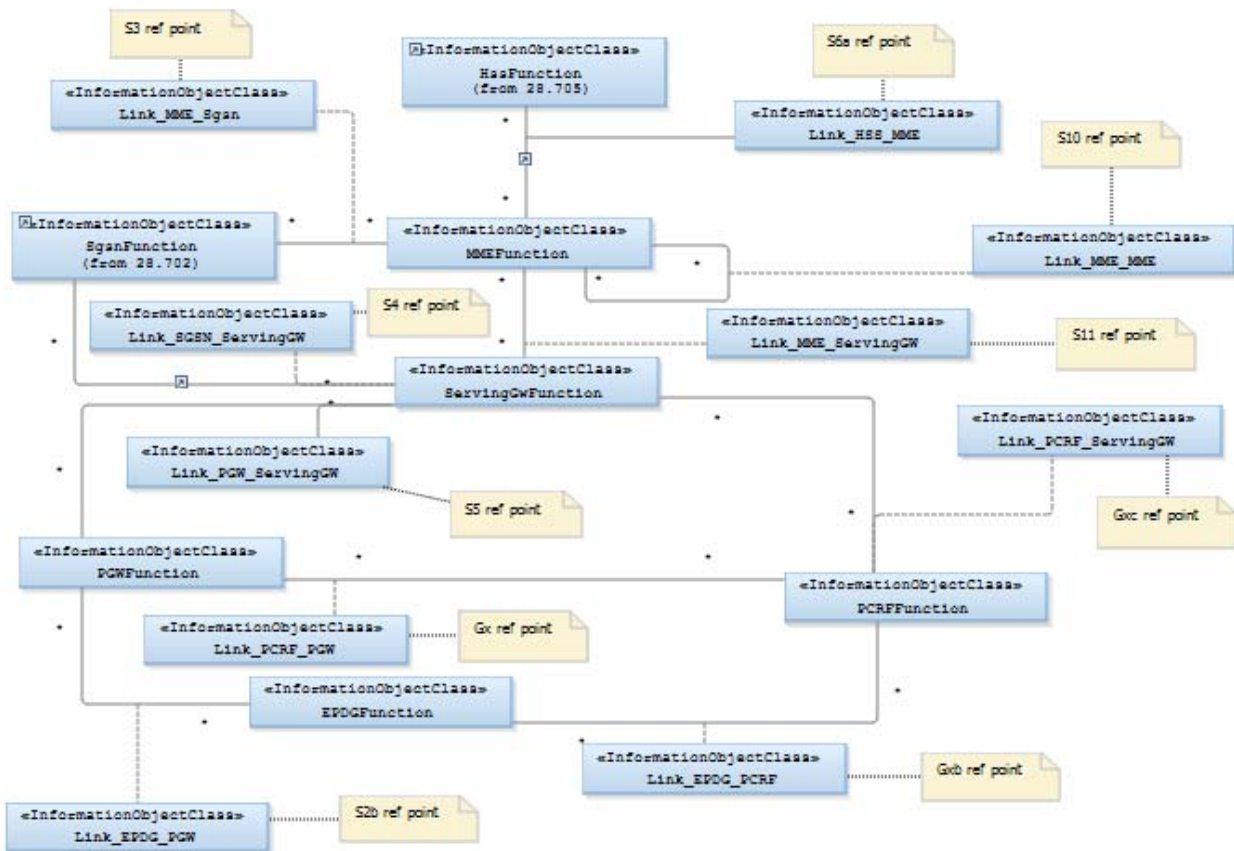 S3 ref point
«InformationObjectClass»
HssFunction
(from 28.705)
S6a ref point
«InformationObjectClass»
Link_MME_Sgsn
«InformationObjectClass»
Link_HSS_MME
S10 ref point
«InformationObjectClass»
SgsnFunction
(from 28.702)
«InformationObjectClass»
MMEFunction
«InformationObjectClass»
Link_MME_MME
«InformationObjectClass»
Link_SGSN_ServingGW
S4 ref point
«InformationObjectClass»
Link_MME_ServingGW
S11 ref point
«InformationObjectClass»
ServingGwFunction
«InformationObjectClass»
Link_PCRF_ServingGW
«InformationObjectClass»
Link_PGW_ServingGW
S5 ref point
Gxc ref point
«InformationObjectClass»
PGWFunction
«InformationObjectClass»
PCRFFunction
«InformationObjectClass»
Link_PCRF_PGW
Gx ref point
«InformationObjectClass»
EPDGFunction
«InformationObjectClass»
Link_EPDG_PCRF
Gxb ref point
«InformationObjectClass»
Link_EPDG_PGW
S2b ref point